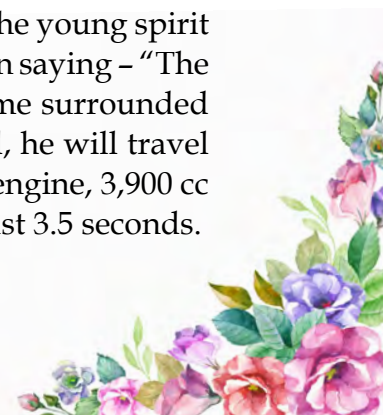 he young spirit
n saying – “The
me surrounded
, he will travel
engine, 3,900 cc
st 3.5 seconds.